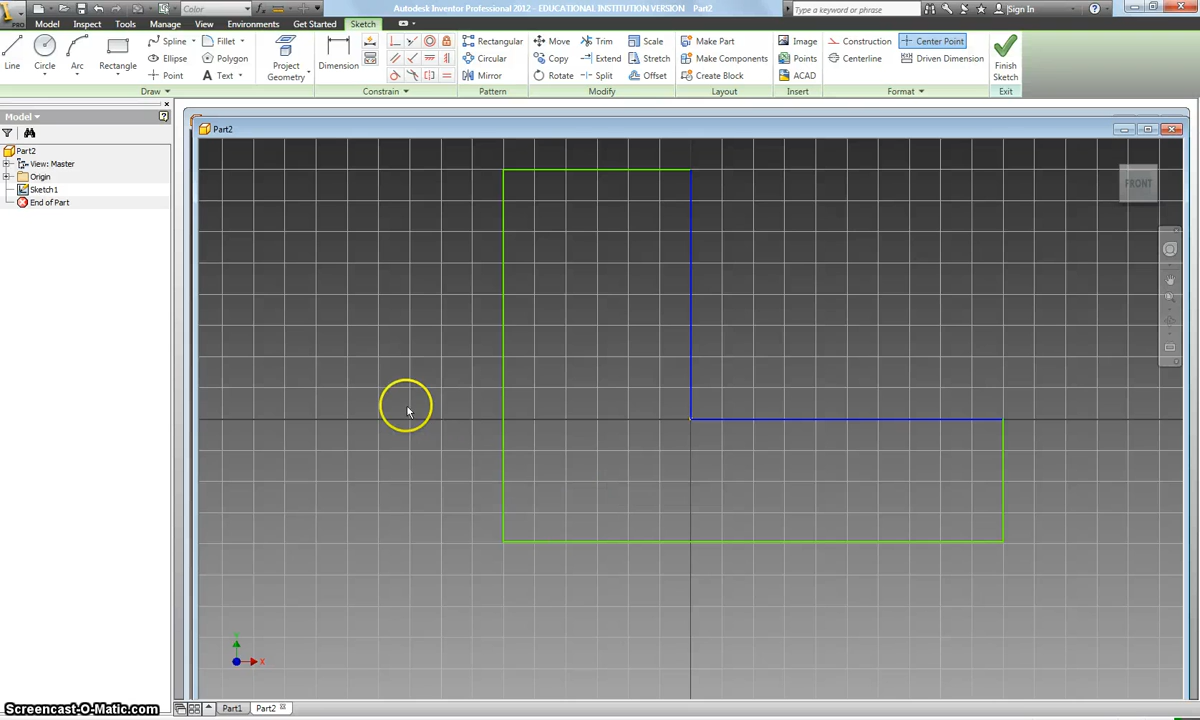 Color
Autodesk Inventor Professional 2012 - EDUCATIONAL INSTITUTION VERSION Part2
Type a keyword or phrase
Sign In
PRO
Model Inspect Tools Manage View Environments Get Started Sketch
Line
Circle
Arc
Rectangle
Spline
Ellipse
Point
Fillet
Polygon
Text
Project
Geometry
Dimension
Rectangular
Circular
Mirror
Move
Copy
Rotate
Trim
Extend
Split
Scale
Stretch
Offset
Make Part
Make Components
Create Block
Image
Points
ACAD
Construction
Centerline
Center Point
Driven Dimension
Finish
Sketch
Draw
Constrain
Pattern
Modify
Layout
Insert
Format
Exit
Model
Part2
View: Master
Origin
Sketch1
End of Part
Part2
FRONT
X
Part1
Part2
Screencast-O-Matic.com